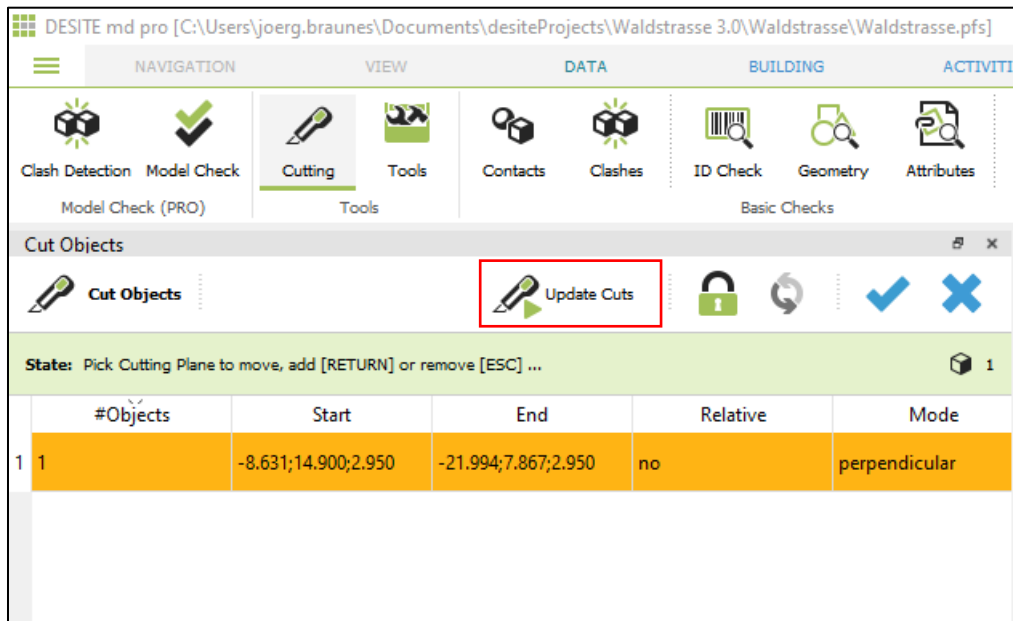 DESITE md pro [C:\Users\joerg.braunes\Documents\desiteProjects\Waldstrasse 3.0\Waldstrasse\Waldstrasse.pfs]
NAVIGATION VIEW DATA BUILDING ACTIVITI
Clash Detection Model Check Cutting Tools Contacts Clashes ID Check Geometry Attributes
Model Check (PRO) Tools Basic Checks
Cut Objects
Cut Objects Update Cuts
State: Pick Cutting Plane to move, add [RETURN] or remove [ESC] ... 1
#Objects Start End Relative Mode
1 1 -8.631;14.900;2.950 -21.994;7.867;2.950 no perpendicular